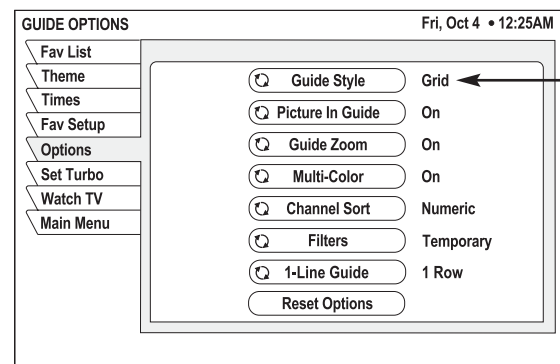 GUIDE OPTIONS
Fri, Oct 4 • 12:25AM
Fav List
Theme
Times
Fav Setup
Options
Set Turbo
Watch TV
Main Menu
Guide Style Grid
Picture In Guide On
Guide Zoom On
Multi-Color On
Channel Sort Numeric
Filters Temporary
1-Line Guide 1 Row
Reset Options